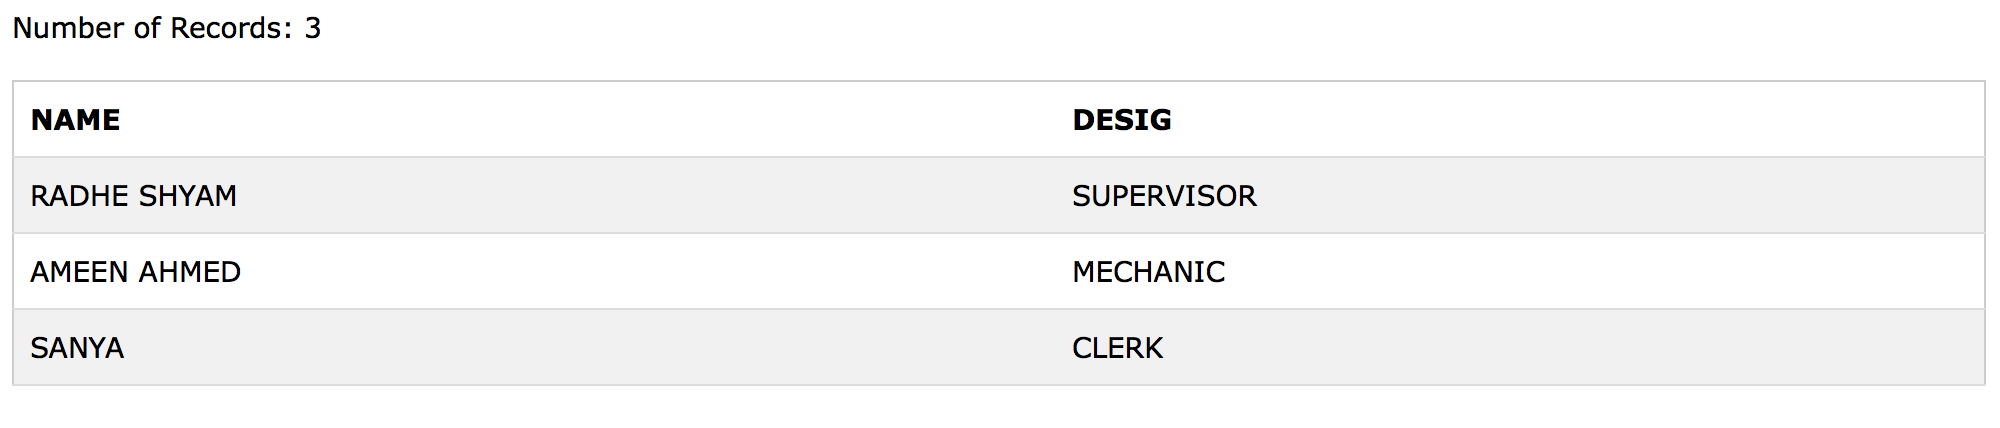 Number of Records: 3
NAME DESIG
RADHE SHYAM SUPERVISOR
AMEEN AHMED MECHANIC
SANYA CLERK